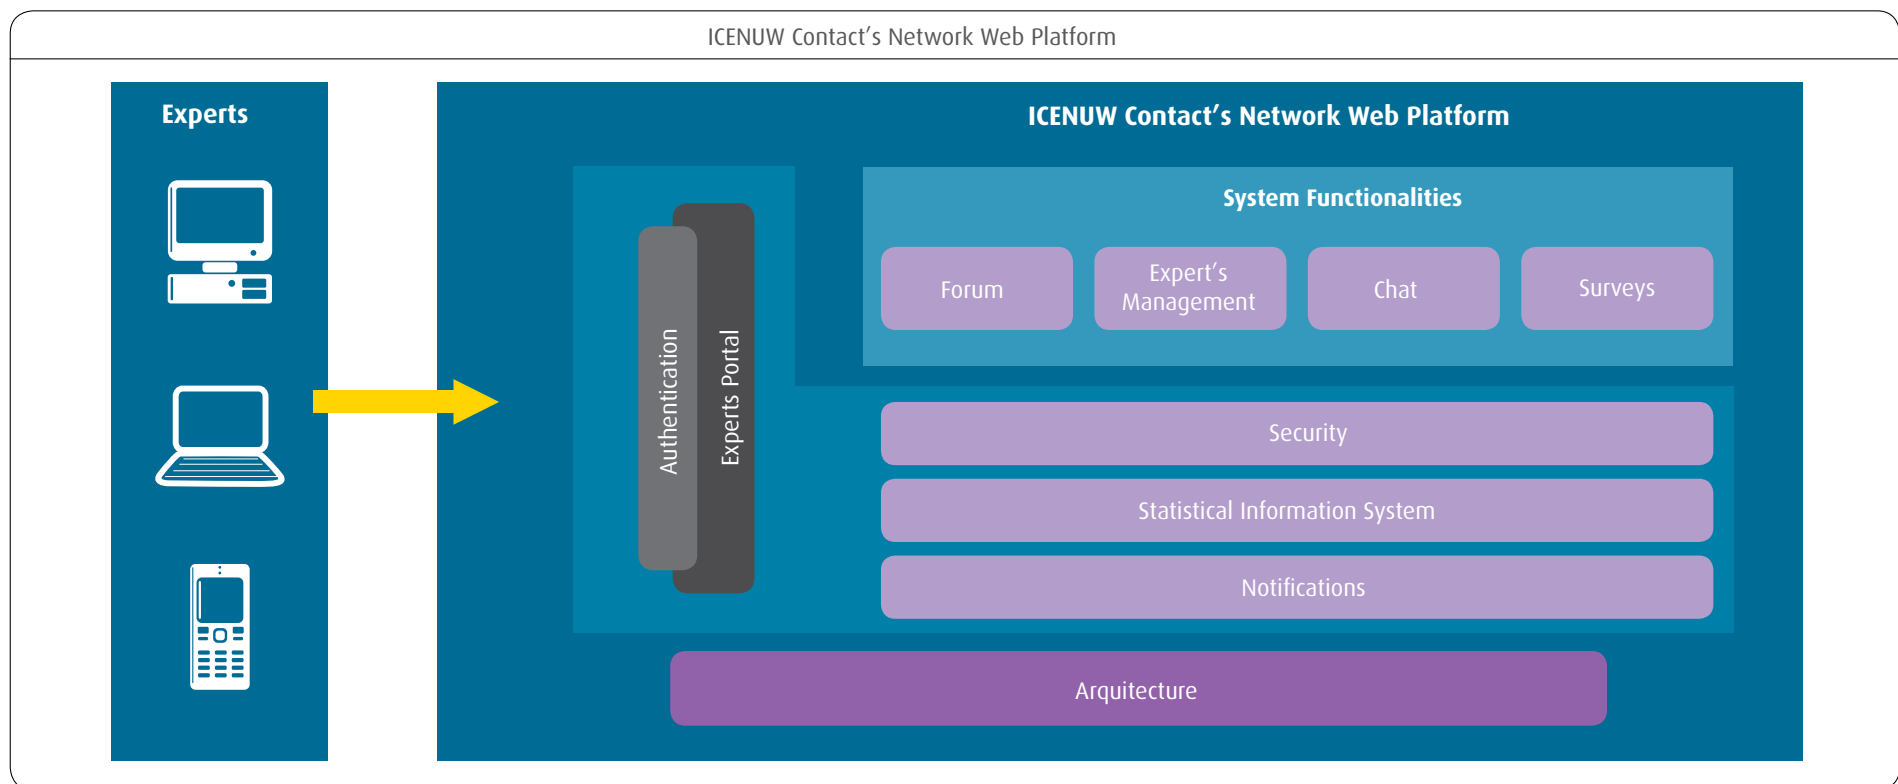 ICENUW Contact’s Network Web Platform
Experts
ICENUW Contact’s Network Web Platform
Authentication
Experts Portal
System Functionalities
Forum
Expert’s
Management
Chat
Surveys
Security
Statistical Information System
Notifications
Arquitecture